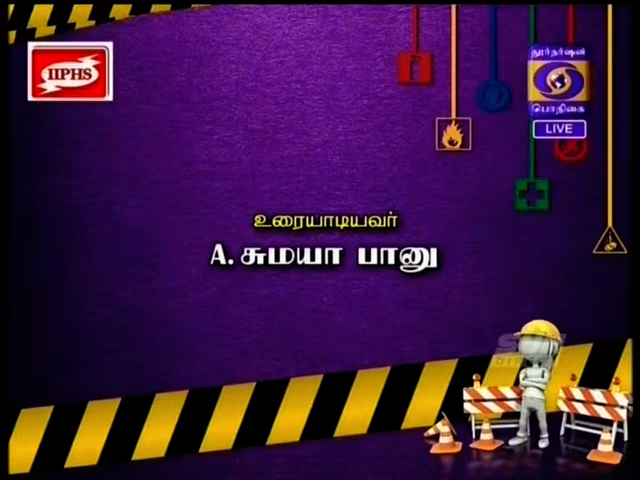 IIPHS
தூர்தர்ஷன்
பொதிகை
LIVE
உரையாடியவர்
A. சுமயா பானு